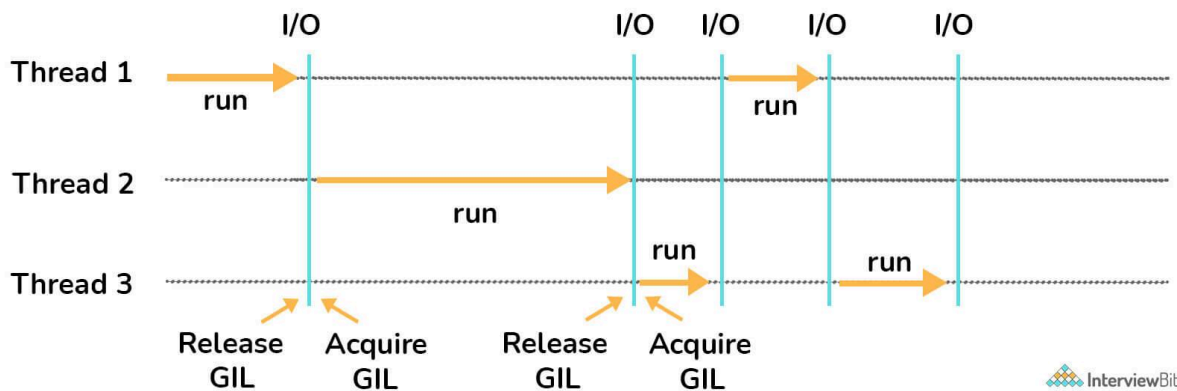 I/O I/O I/O I/O I/O
Thread 1
run run
Thread 2
run
run run
Thread 3
Release GIL
Acquire GIL
Release GIL
Acquire GIL
InterviewBit